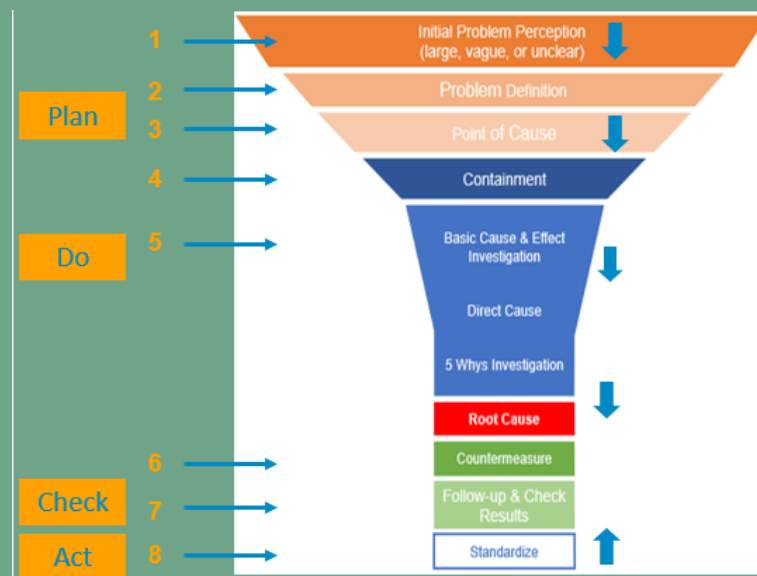 1
Initial Problem Perception
(large, vague, or unclear)
2
Problem Definition
Plan
3
Point of Cause
4
Containment
5
Do
Basic Cause & Effect
Investigation
Direct Cause
5 Whys Investigation
Root Cause
6
Countermeasure
Check
7
Follow-up & Check
Results
Act
8
Standardize